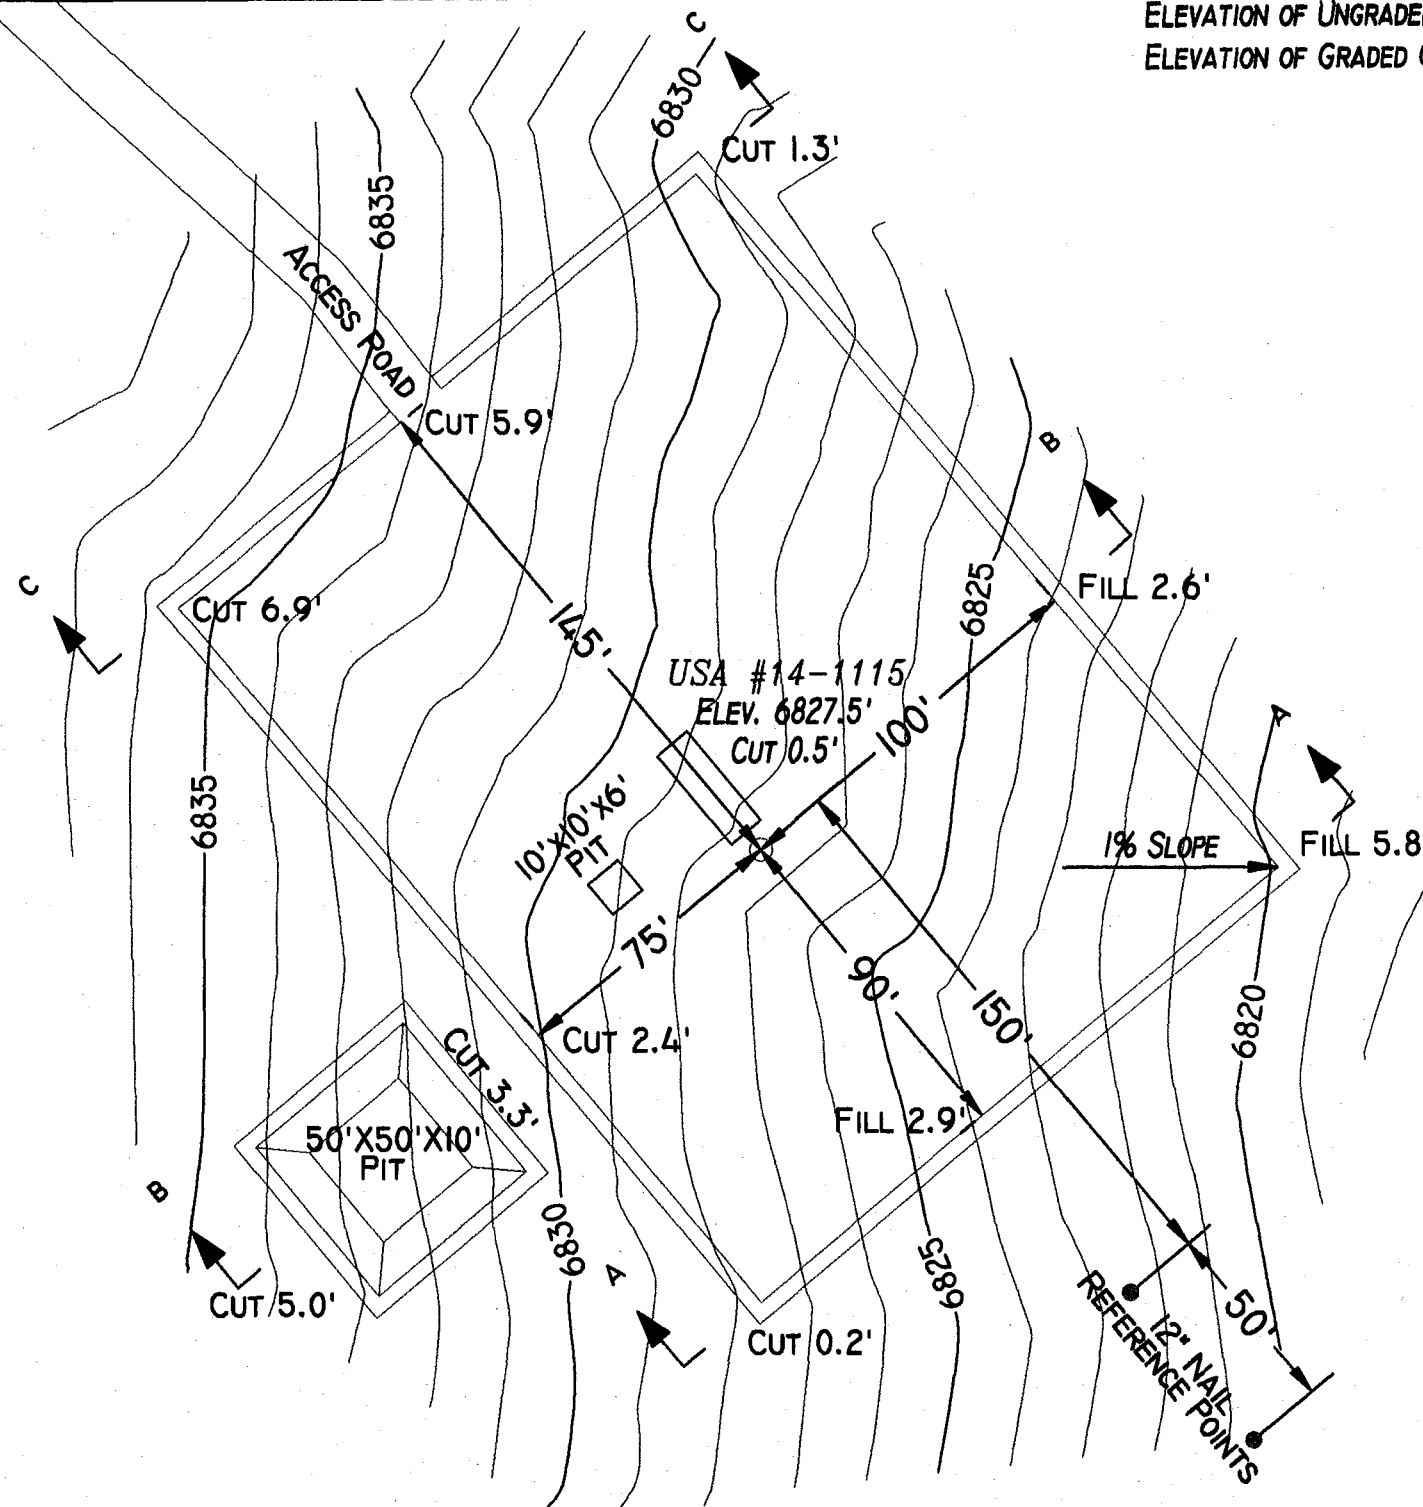 ELEVATION OF UNGRADE
ELEVATION OF GRADED
C
6830
CUT 1.3'
6835
ACCESS ROAD
CUT 5.9'
B
C
CUT 6.9'
145'
6825
FILL 2.6'
USA #14-1115
ELEV. 6827.5'
CUT 0.5'
100'
A
6835
10'X10'X6'
PIT
1% SLOPE
FILL 5.8
75'
90'
150'
6820
CUT 2.4'
CUT 3.3'
FILL 2.9'
50'X50'X10'
PIT
B
6830
A
6825
CUT 5.0'
CUT 0.2'
50'
12" NAIL
REFERENCE POINTS